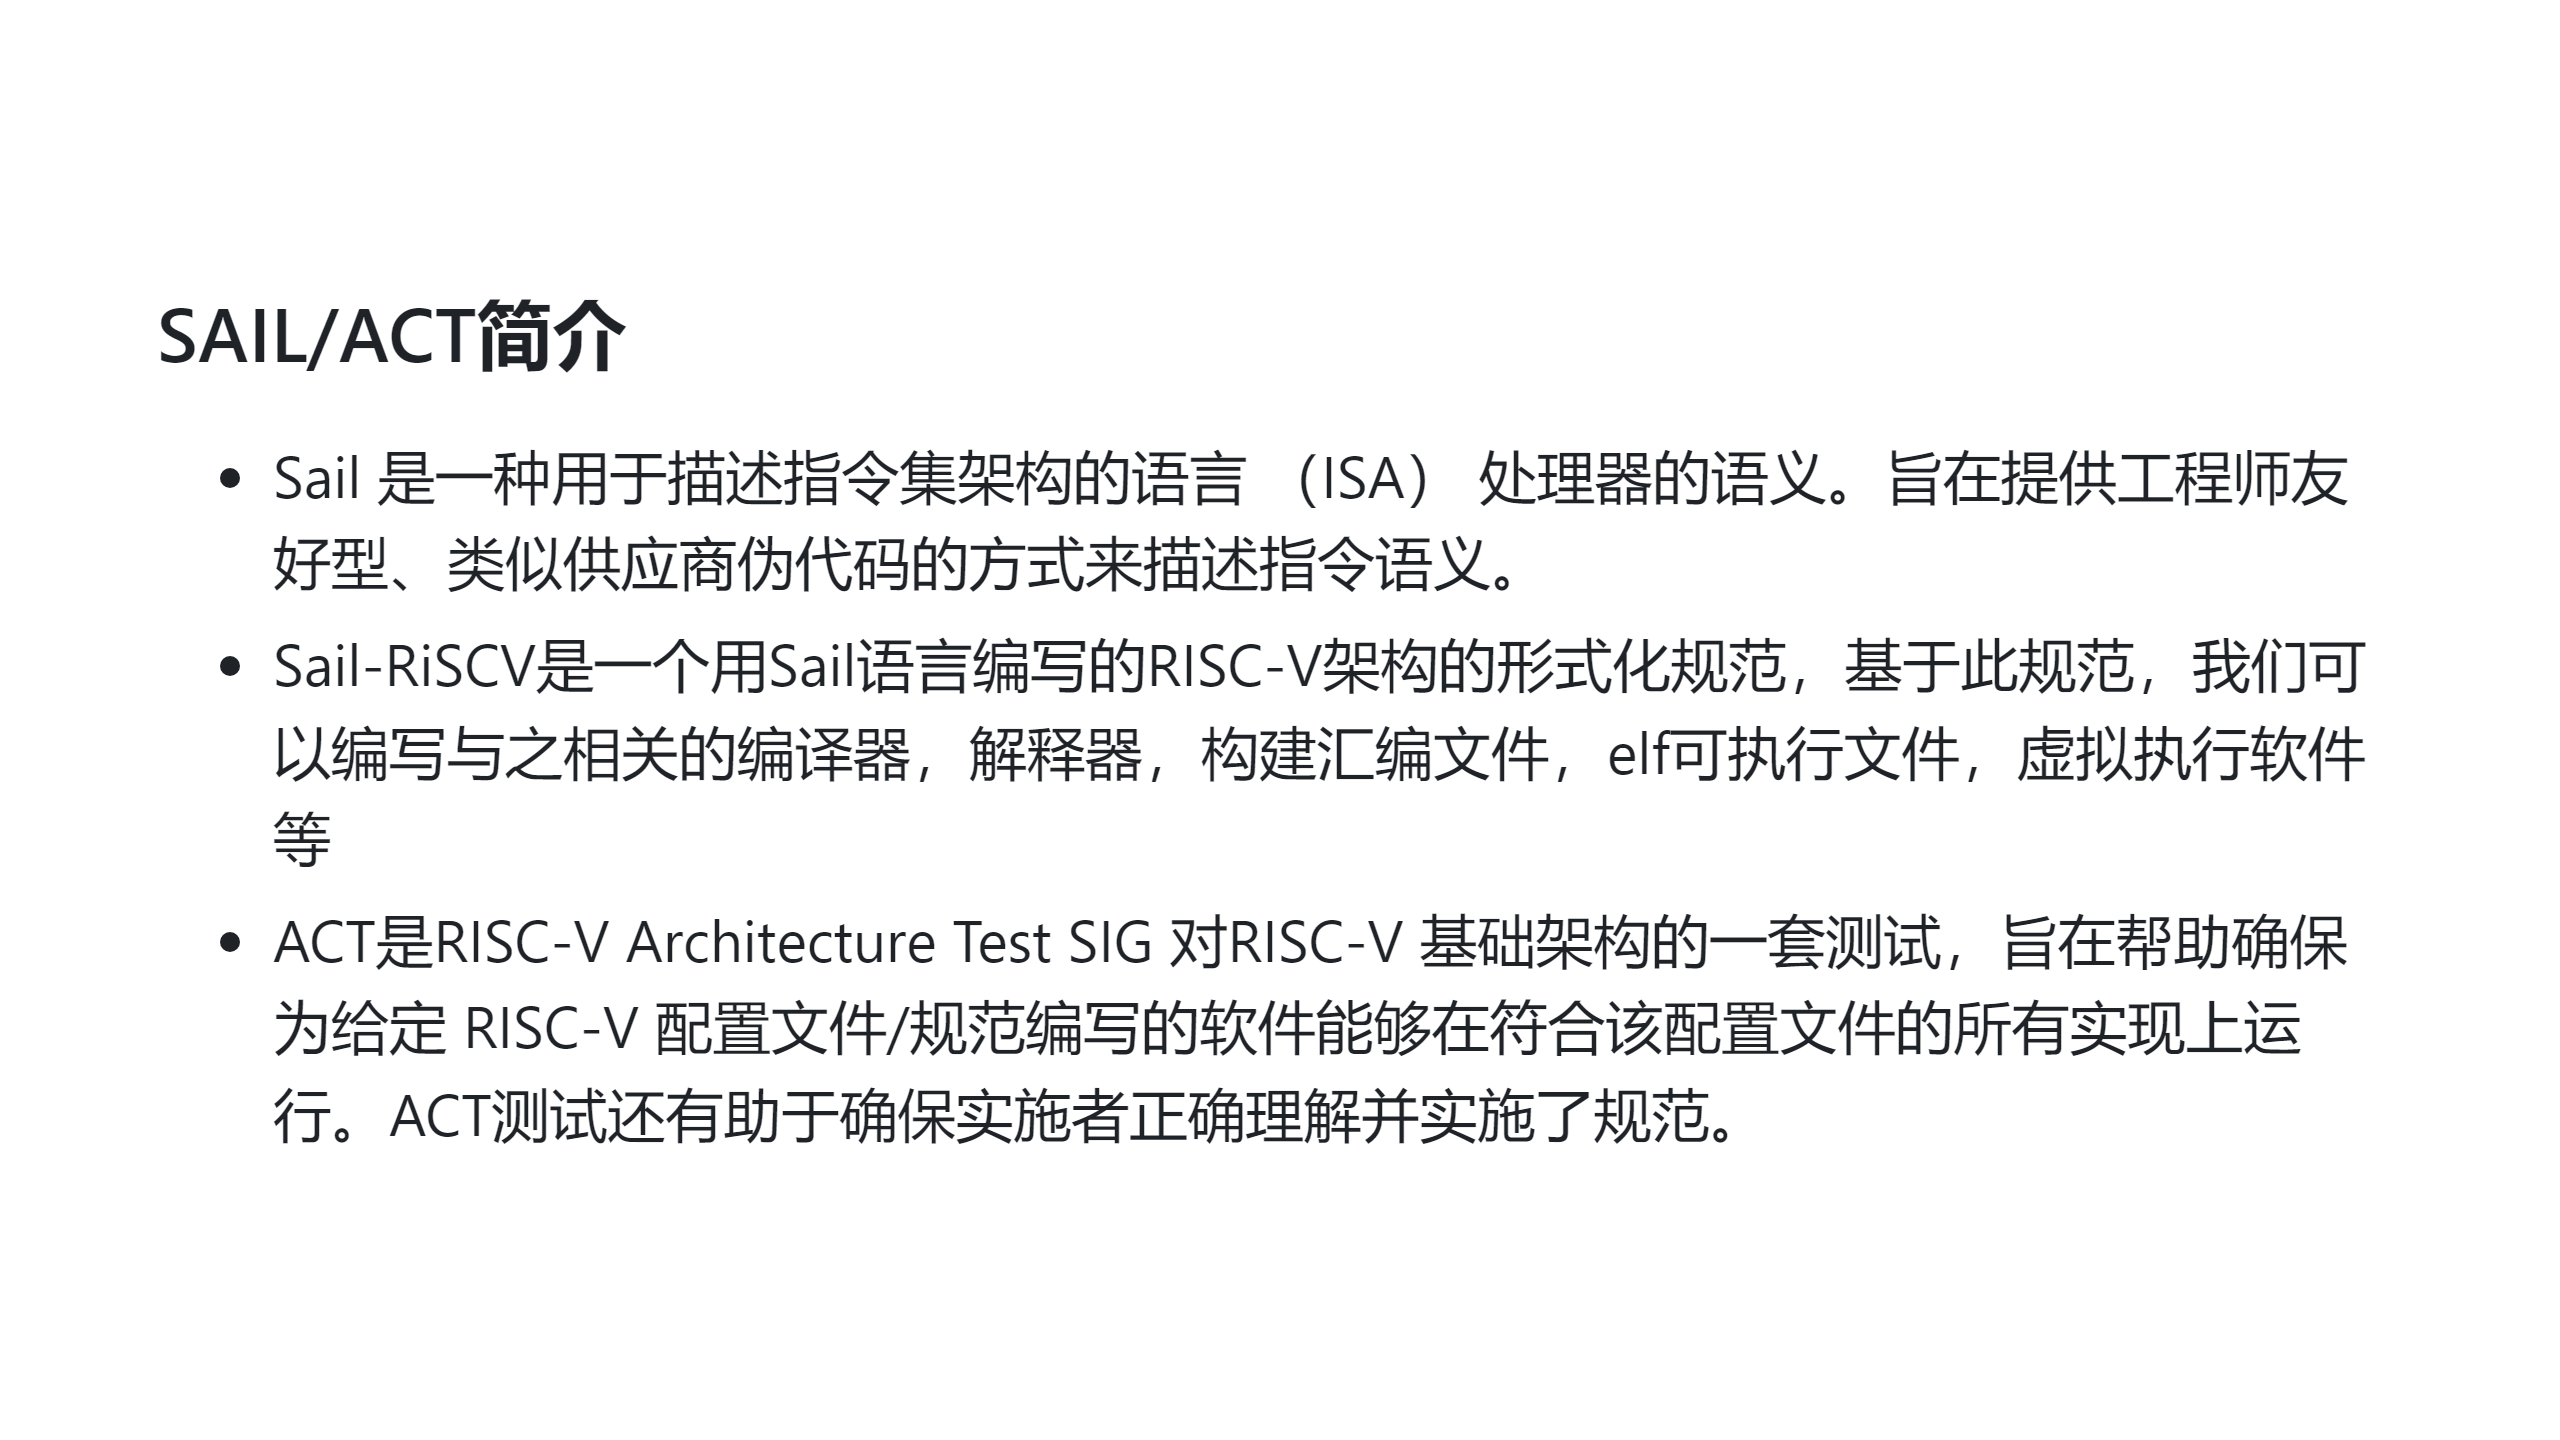 SAIL/ACT简介
Sail 是一种用于描述指令集架构的语言 （ISA） 处理器的语义。旨在提供工程师友
好型、类似供应商伪代码的方式来描述指令语义。
Sail-RiSCV是一个用Sail语言编写的RISC-V架构的形式化规范，基于此规范，我们可
以编写与之相关的编译器，解释器，构建汇编文件，elf可执行文件，虚拟执行软件
等
ACT是RISC-V Architecture Test SIG 对RISC-V 基础架构的一套测试，旨在帮助确保
为给定 RISC-V 配置文件/规范编写的软件能够在符合该配置文件的所有实现上运
行。ACT测试还有助于确保实施者正确理解并实施了规范。